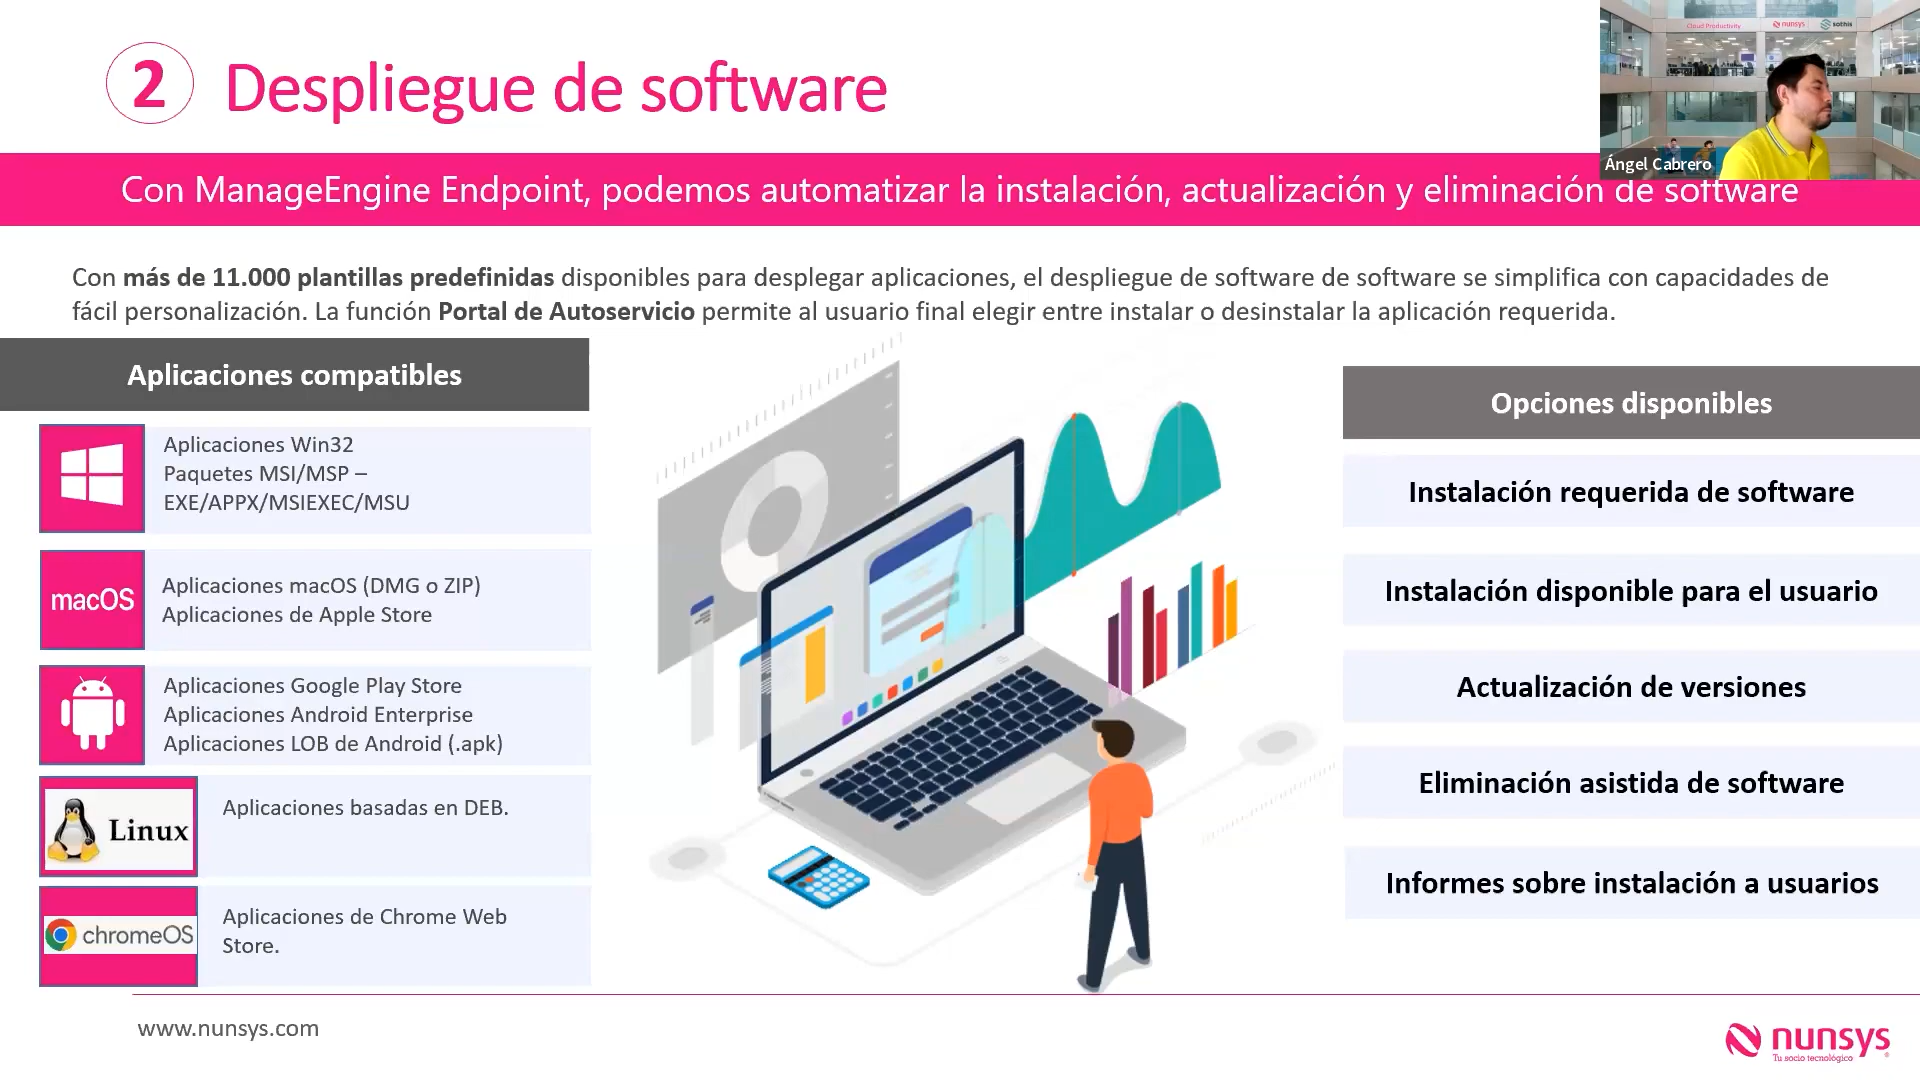 2
Despliegue de software
Cloud Productivity
nunsys
sothis
Ángel Cabrero
Con ManageEngine Endpoint, podemos automatizar la instalación, actualización y eliminación de software
Con más de 11.000 plantillas predefinidas disponibles para desplegar aplicaciones, el despliegue de software de software se simplifica con capacidades de
fácil personalización. La función Portal de Autoservicio permite al usuario final elegir entre instalar o desinstalar la aplicación requerida.
Aplicaciones compatibles
Aplicaciones Win32
Paquetes MSI/MSP –
EXE/APPX/MSIEXEC/MSU
macOS
Aplicaciones macOS (DMG o ZIP)
Aplicaciones de Apple Store
Aplicaciones Google Play Store
Aplicaciones Android Enterprise
Aplicaciones LOB de Android (.apk)
Linux
Aplicaciones basadas en DEB.
chromeOS
Aplicaciones de Chrome Web
Store.
Opciones disponibles
Instalación requerida de software
Instalación disponible para el usuario
Actualización de versiones
Eliminación asistida de software
Informes sobre instalación a usuarios
www.nunsys.com
nunsys
Tu socio tecnológico